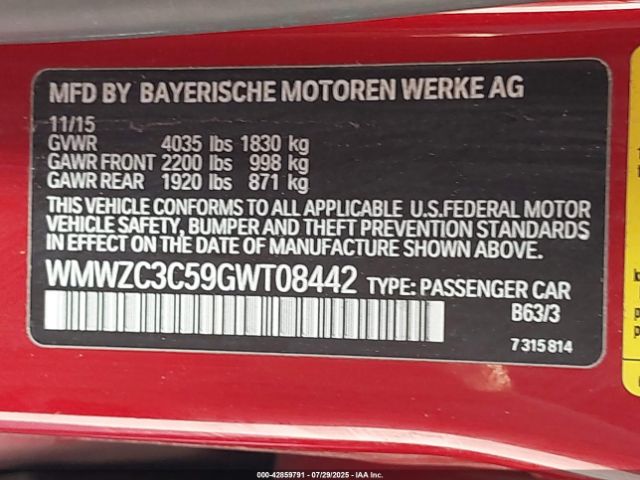 MFD BY BAYERISCHE MOTOREN WERKE AG
11/15
GVWR 4035 lbs 1830 kg
GAWR FRONT 2200 lbs 998 kg
GAWR REAR 1920 lbs 871 kg
THIS VEHICLE CONFORMS TO ALL APPLICABLE U.S.FEDERAL MOTOR
VEHICLE SAFETY, BUMPER AND THEFT PREVENTION STANDARDS
IN EFFECT ON THE DATE OF MANUFACTURE SHOWN ABOVE.
WMWZC3C59GWT08442 TYPE: PASSENGER CAR
B63/3
7315814
000-42859791 - 07/29/2025 - IAA Inc.